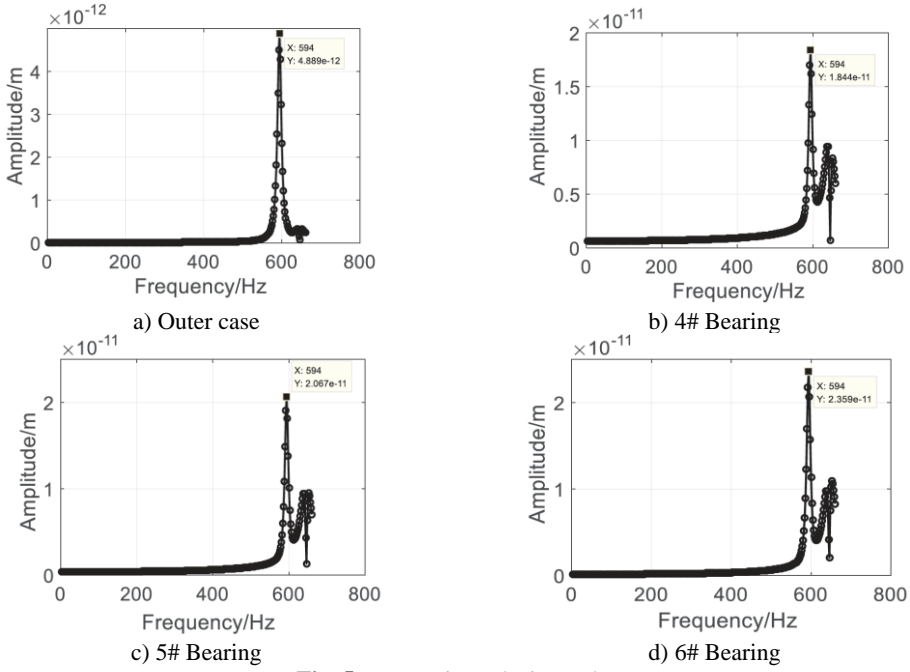 ×10⁻¹²
X: 594
Y: 4.889e-12
Amplitude/m
4
3
2
1
0
0 200 400 600 800
Frequency/Hz
a) Outer case
×10⁻¹¹
X: 594
Y: 1.844e-11
Amplitude/m
2
1.5
1
0.5
0
0 200 400 600 800
Frequency/Hz
b) 4# Bearing
×10⁻¹¹
X: 594
Y: 2.067e-11
Amplitude/m
2
1
0
0 200 400 600 800
Frequency/Hz
c) 5# Bearing
×10⁻¹¹
X: 594
Y: 2.359e-11
Amplitude/m
2
1
0
0 200 400 600 800
Frequency/Hz
d) 6# Bearing